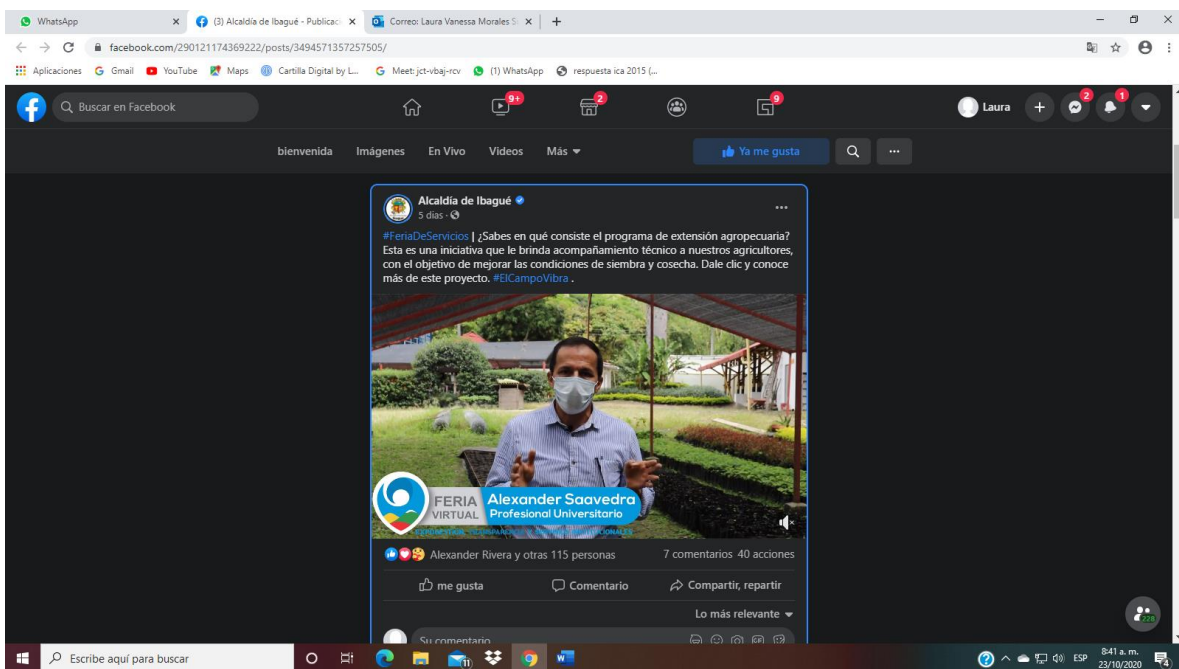 WhatsApp
(3) Alcaldía de Ibagué - Publicac
Correo: Laura Vanessa Morales S
facebook.com/290121174369222/posts/3494571357257505/
Aplicaciones
Gmail
YouTube
Maps
Cartilla Digital by L...
Meet: jct-vbaj-rcv
(1) WhatsApp
respuesta ica 2015 (...
Buscar en Facebook
9+
2
9
Laura
2
1
bienvenida
Imágenes
En Vivo
Videos
Más
Ya me gusta
Alcaldía de Ibagué
5 días
#FeriaDeServicios | ¿Sabes en qué consiste el programa de extensión agropecuaria?
Esta es una iniciativa que le brinda acompañamiento técnico a nuestros agricultores,
con el objetivo de mejorar las condiciones de siembra y cosecha. Dale clic y conoce
más de este proyecto. #ElCampoVibra .
FERIA
VIRTUAL
Alexander Saavedra
Profesional Universitario
Alexander Rivera y otras 115 personas
7 comentarios 40 acciones
me gusta
Comentario
Compartir, repartir
Lo más relevante
Su comentario
GIF
228
Escribe aquí para buscar
ESP
8:41 a. m.
23/10/2020